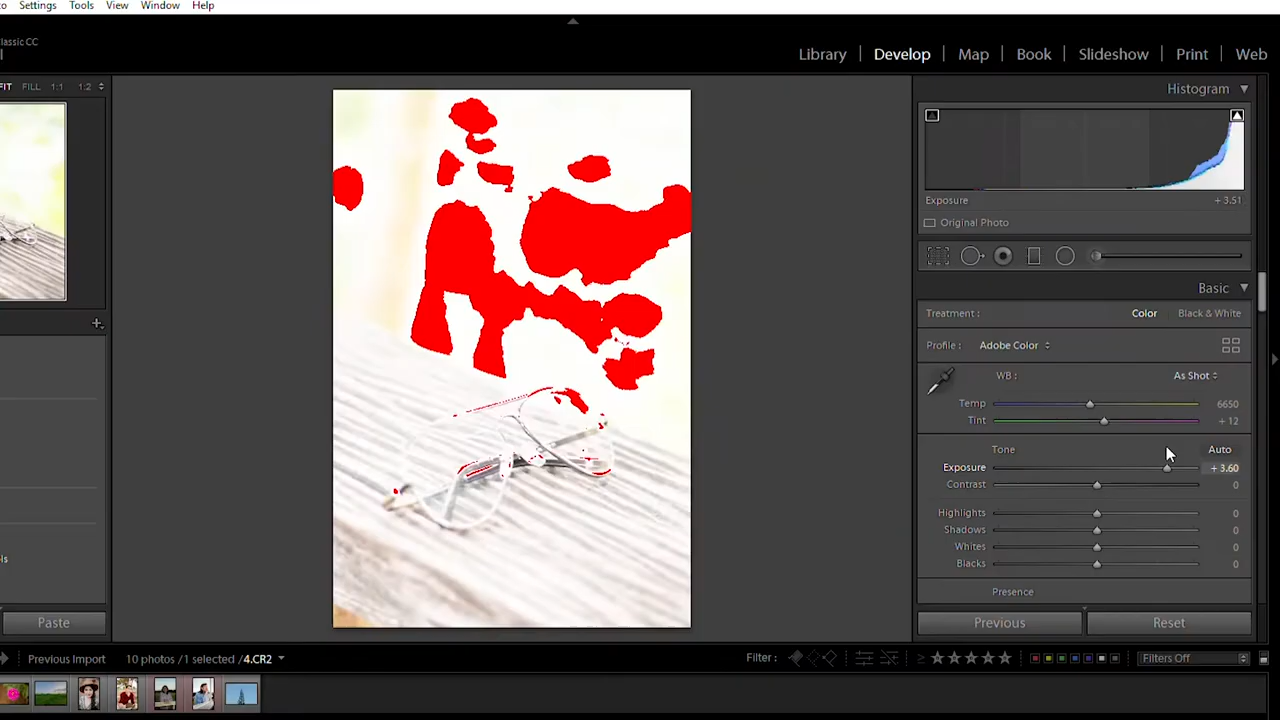 Settings Tools View Window Help
lassic CC
Library Develop Map Book Slideshow Print Web
FIT FILL 1:1 1:2
Histogram
Exposure + 3.51
Original Photo
Basic
Treatment : Color Black & White
Profile : Adobe Color
WB : As Shot
Temp 6650
Tint + 12
Tone Auto
Exposure + 3.60
Contrast 0
Highlights 0
Shadows 0
Whites 0
Blacks 0
Presence
Paste
Previous Reset
Previous Import 10 photos /1 selected /4.CR2
Filter : Filters Off